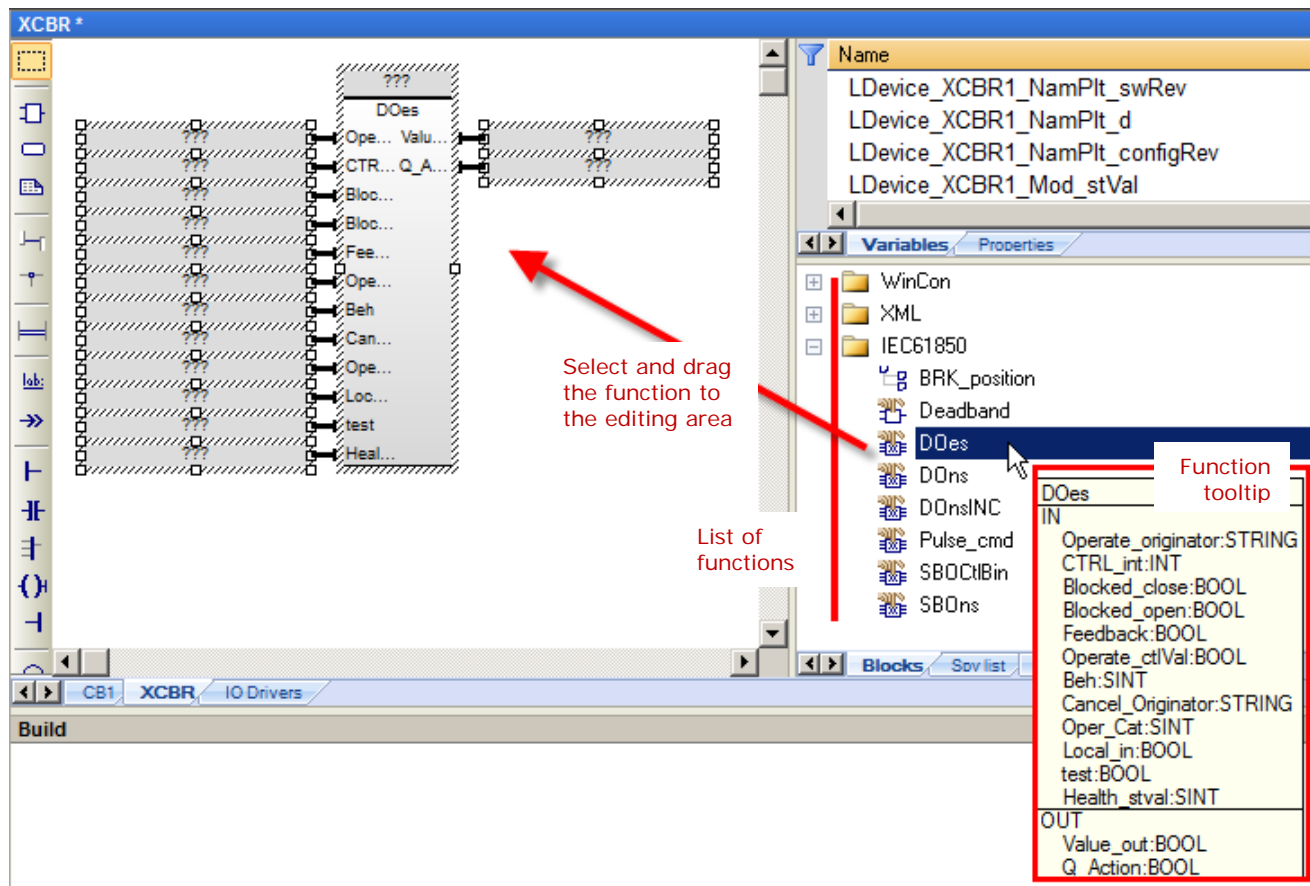 XCBR *
???
DOes
??? Ope... Valu... ???
??? CTR... Q_A... ???
??? Bloc...
??? Bloc...
??? Fee...
??? Ope...
??? Beh
??? Can...
??? Ope...
??? Loc...
??? test
??? Heal...
lab:
Select and drag
the function to
the editing area
List of
functions
CB1 XCBR IO Drivers
Build
Name
LDevice_XCBR1_NamPlt_swRev
LDevice_XCBR1_NamPlt_d
LDevice_XCBR1_NamPlt_configRev
LDevice_XCBR1_Mod_stVal
Variables Properties
WinCon
XML
IEC61850
BRK_position
Deadband
DOes
DOns
DOnsINC
Pulse_cmd
SBOCtlBin
SBOns
Blocks Spy list
Function
tooltip
DOes
IN
Operate_originator:STRING
CTRL_int:INT
Blocked_close:BOOL
Blocked_open:BOOL
Feedback:BOOL
Operate_ctlVal:BOOL
Beh:SINT
Cancel_Originator:STRING
Oper_Cat:SINT
Local_in:BOOL
test:BOOL
Health_stval:SINT
OUT
Value_out:BOOL
Q_Action:BOOL